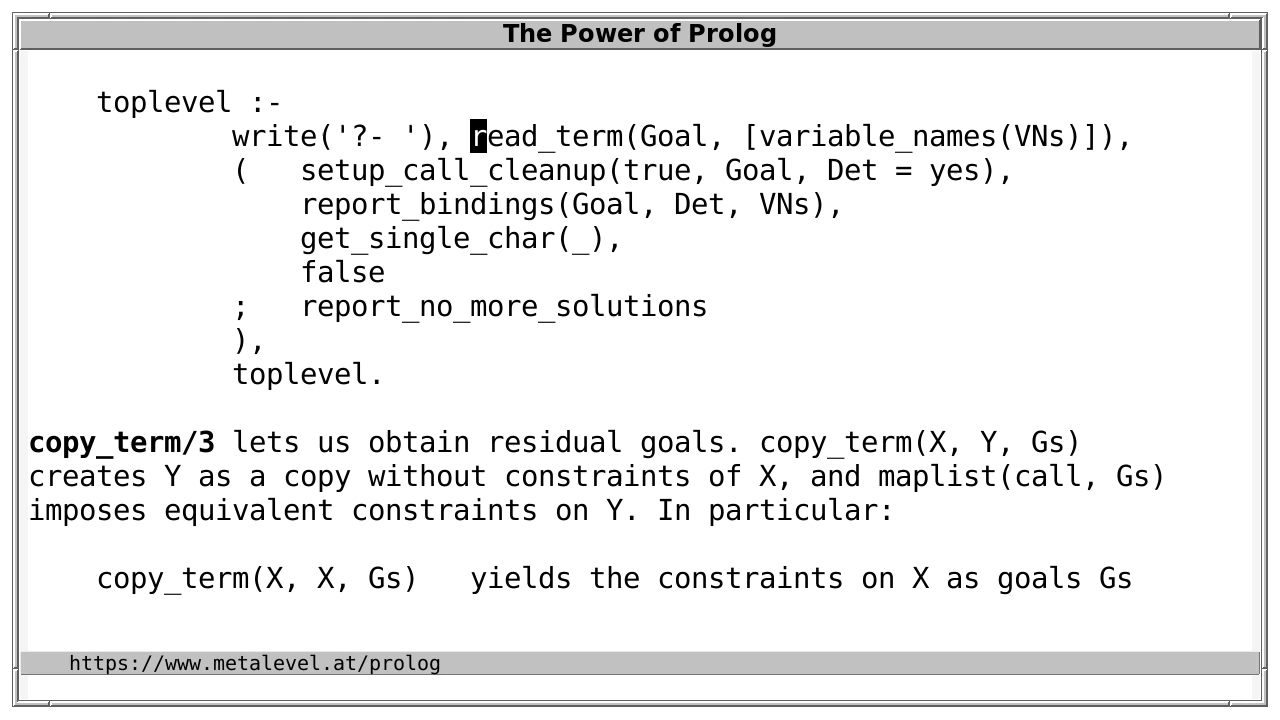 The Power of Prolog
toplevel :-
write('?- '), read_term(Goal, [variable_names(VNs)]),
(   setup_call_cleanup(true, Goal, Det = yes),
report_bindings(Goal, Det, VNs),
get_single_char(_),
false
;   report_no_more_solutions
),
toplevel.
copy_term/3 lets us obtain residual goals. copy_term(X, Y, Gs)
creates Y as a copy without constraints of X, and maplist(call, Gs)
imposes equivalent constraints on Y. In particular:
copy_term(X, X, Gs)   yields the constraints on X as goals Gs
https://www.metalevel.at/prolog